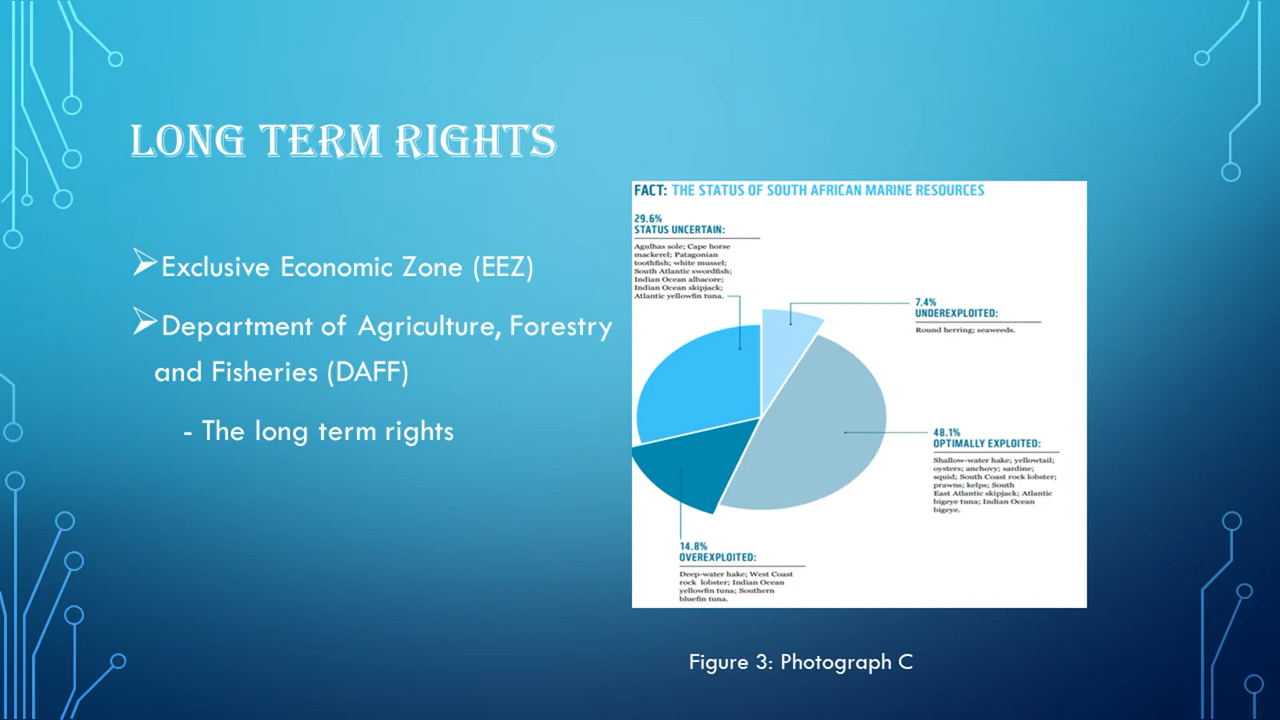 LONG TERM RIGHTS
Exclusive Economic Zone (EEZ)
Department of Agriculture, Forestry
and Fisheries (DAFF)
- The long term rights
FACT: THE STATUS OF SOUTH AFRICAN MARINE RESOURCES
29.6%
STATUS UNCERTAIN:
Agulhas sole; Cape horse
mackerel; Patagonian
toothfish; white mussel;
South Atlantic swordfish;
Indian Ocean albacore;
Indian Ocean skipjack;
Atlantic yellowfin tuna.
7.4%
UNDEREXPLOITED:
Round herring; seaweeds.
48.1%
OPTIMALLY EXPLOITED:
Shallow-water hake; yellowtail;
oysters; anchovy; sardine;
squid; South Coast rock lobster;
prawns; kelps; South
East Atlantic skipjack; Atlantic
bigeye tuna; Indian Ocean
bigeye.
14.8%
OVEREXPLOITED:
Deep-water hake; West Coast
rock lobster; Indian Ocean
yellowfin tuna; Southern
bluefin tuna.
Figure 3: Photograph C